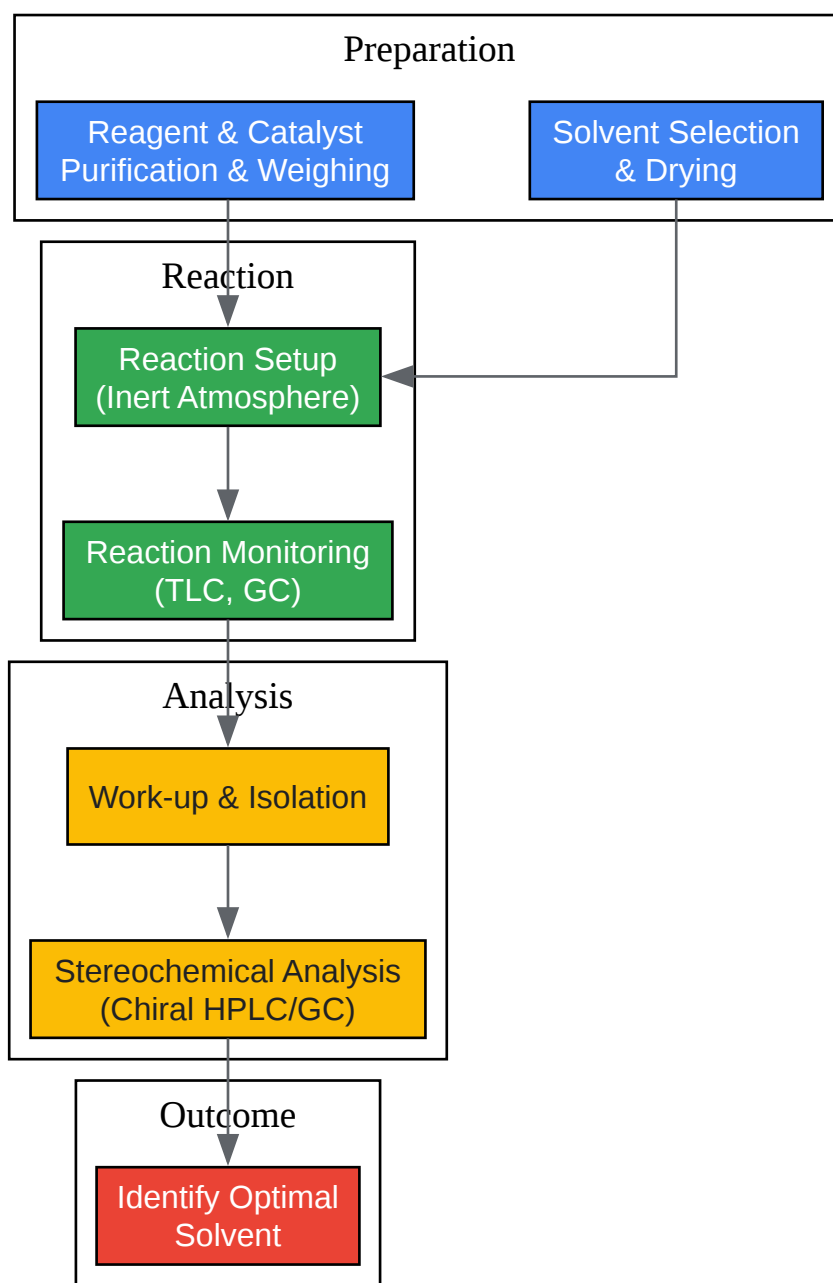 Preparation
Reagent & Catalyst
Purification & Weighing
Solvent Selection
& Drying
Reaction
Reaction Setup
(Inert Atmosphere)
Reaction Monitoring
(TLC, GC)
Analysis
Work-up & Isolation
Stereochemical Analysis
(Chiral HPLC/GC)
Outcome
Identify Optimal
Solvent